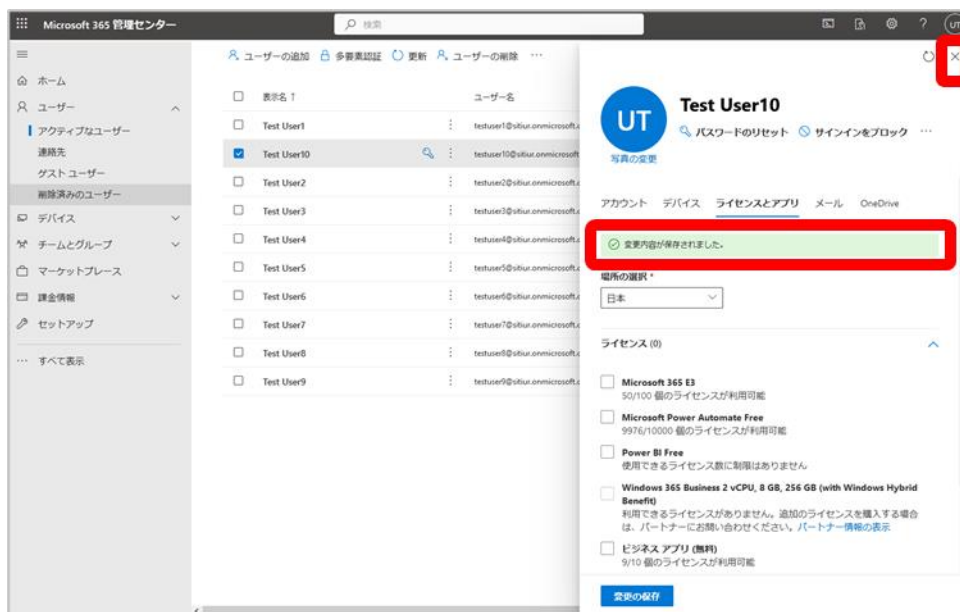 Microsoft 365 管理センター
検索
UT
ホーム
ユーザー
アクティブなユーザー
連絡先
ゲスト ユーザー
削除済みのユーザー
デバイス
チームとグループ
マーケットプレース
課金情報
セットアップ
すべて表示
ユーザーの追加 多要素認証 更新 ユーザーの削除
表示名 ↑ ユーザー名
Test User1 testuser1@sitiur.onmicrosoft.c
Test User10 testuser10@sitiur.onmicrosoft
Test User2 testuser2@sitiur.onmicrosoft.c
Test User3 testuser3@sitiur.onmicrosoft.c
Test User4 testuser4@sitiur.onmicrosoft.c
Test User5 testuser5@sitiur.onmicrosoft.c
Test User6 testuser6@sitiur.onmicrosoft.c
Test User7 testuser7@sitiur.onmicrosoft.c
Test User8 testuser8@sitiur.onmicrosoft.c
Test User9 testuser9@sitiur.onmicrosoft.c
UT
写真の変更
Test User10
パスワードのリセット サインインをブロック
アカウント デバイス ライセンスとアプリ メール OneDrive
変更内容が保存されました。
場所の選択 *
日本
ライセンス (0)
Microsoft 365 E3
50/100 個のライセンスが利用可能
Microsoft Power Automate Free
9976/10000 個のライセンスが利用可能
Power BI Free
使用できるライセンス数に制限はありません
Windows 365 Business 2 vCPU, 8 GB, 256 GB (with Windows Hybrid
Benefit)
利用できるライセンスがありません。追加のライセンスを購入する場合
は、パートナーにお問い合わせください。パートナー情報の表示
ビジネス アプリ (無料)
9/10 個のライセンスが利用可能
変更の保存